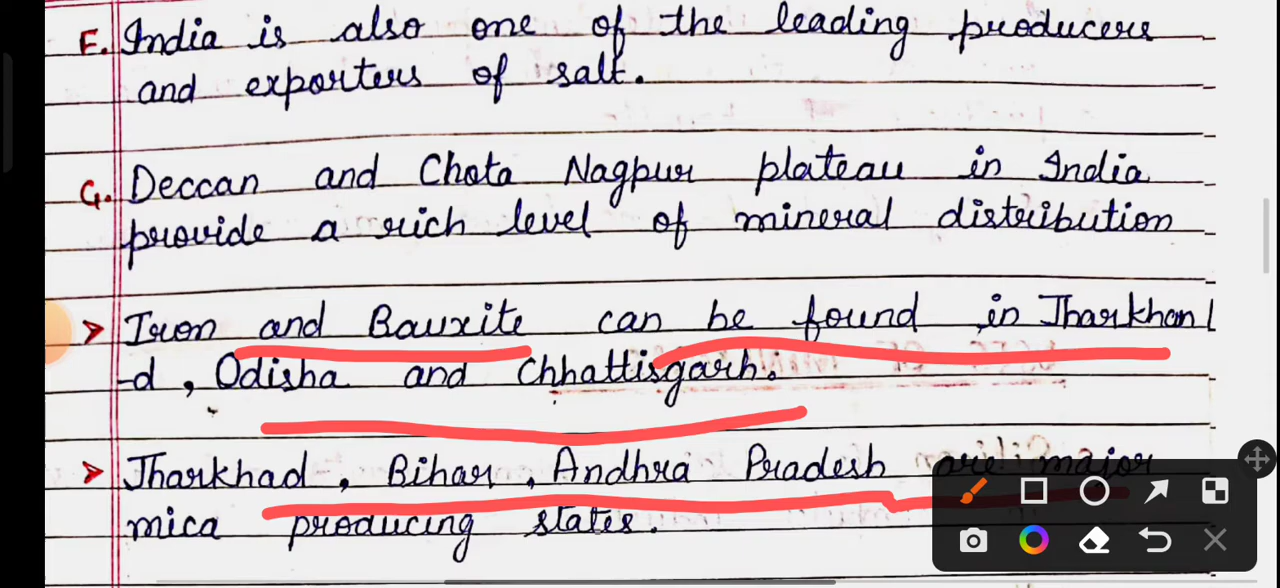 F. India is also one of the leading producers
and exporters of salt.
G. Deccan and Chota Nagpur plateau in India
provide a rich level of mineral distribution
➤ Iron and Bauxite can be found in Jharkhan
-d, Odisha and Chhattisgarh.
➤ Jharkhad, Bihar, Andhra Pradesh are major
mica producing states.